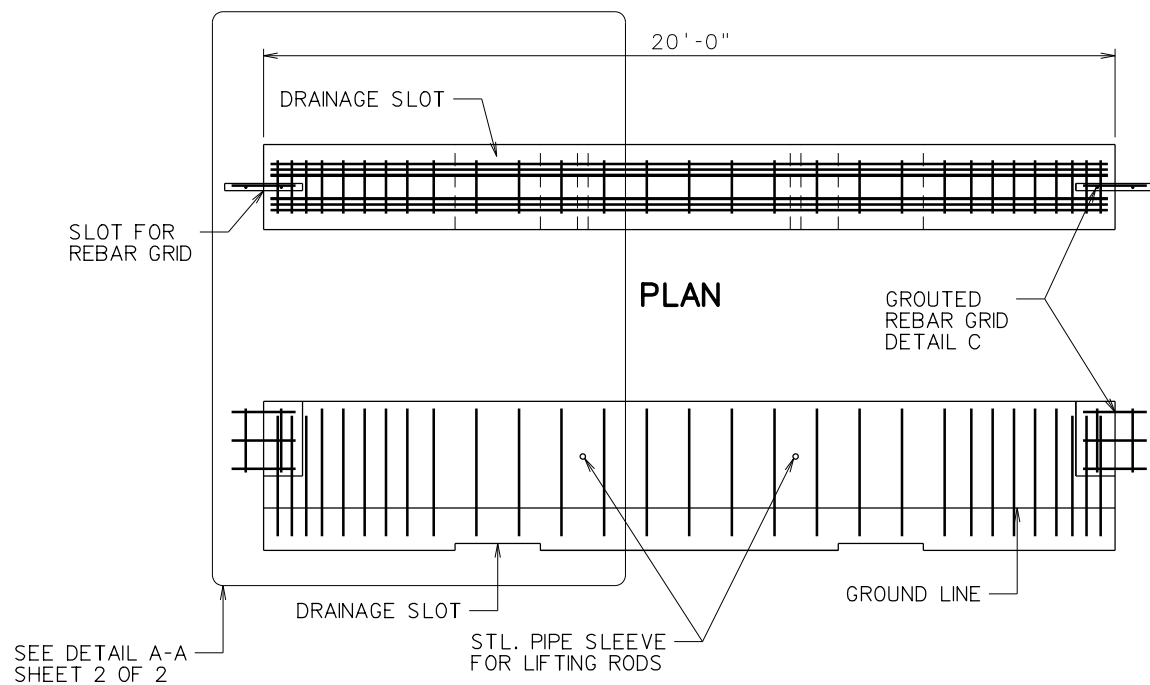 20'-0"
DRAINAGE SLOT
SLOT FOR
REBAR GRID
PLAN
GROUTED
REBAR GRID
DETAIL C
GROUND LINE
DRAINAGE SLOT
STL. PIPE SLEEVE
FOR LIFTING RODS
SEE DETAIL A-A
SHEET 2 OF 2